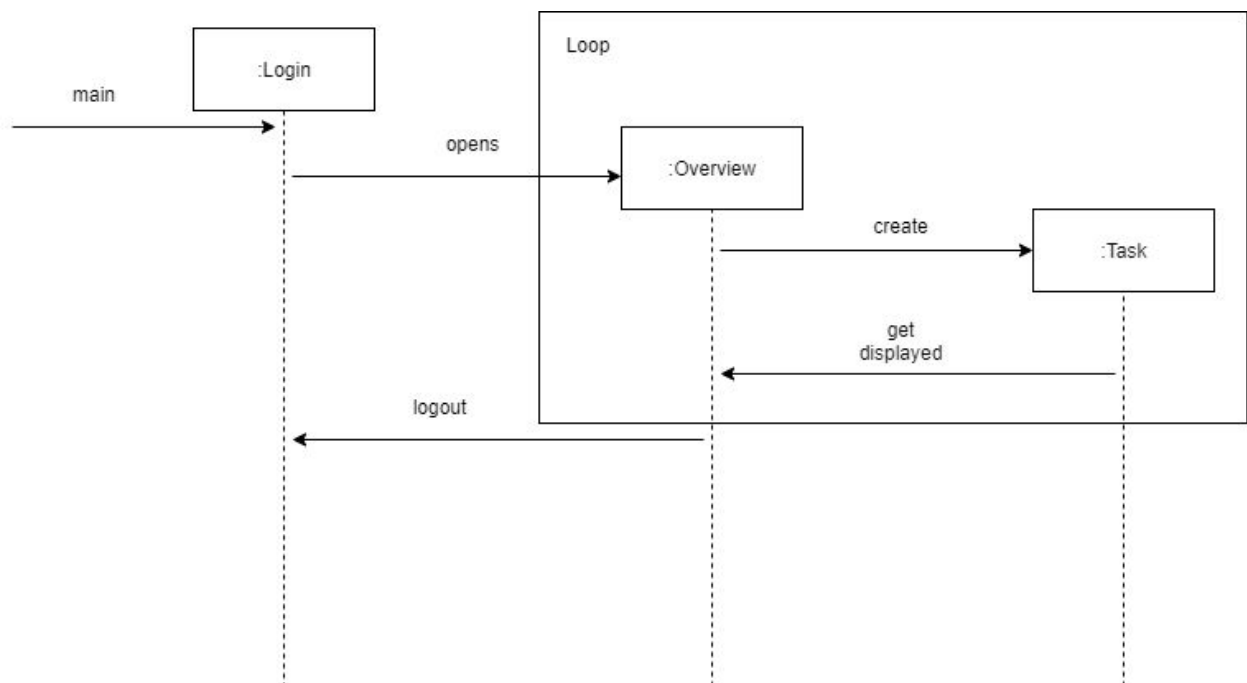 Loop
:Login
main
opens
:Overview
create
:Task
get
displayed
logout